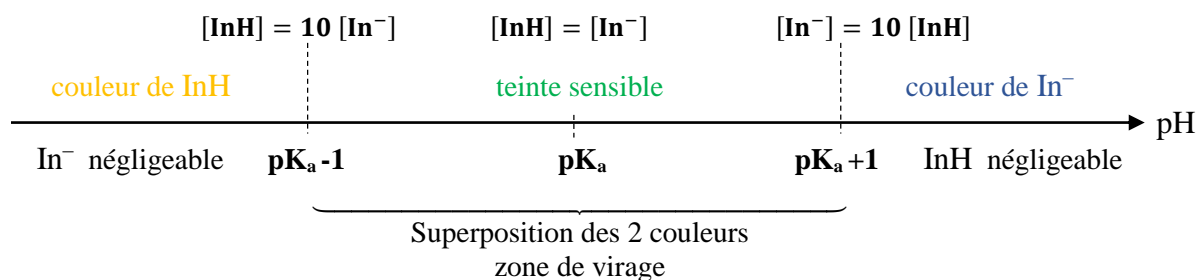 [InH] = 10 [In⁻] [InH] = [In⁻] [In⁻] = 10 [InH]
couleur de InH teinte sensible couleur de In⁻
pH
In⁻ négligeable pKₐ -1 pKₐ pKₐ +1 InH négligeable
Superposition des 2 couleurs
zone de virage